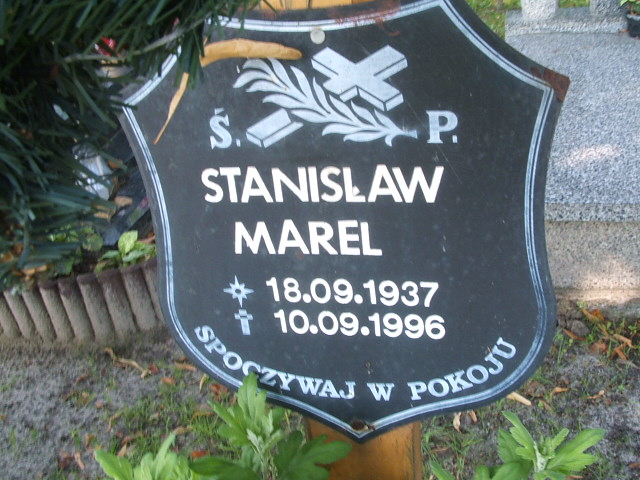 Ś. P.
STANISŁAW
MAREL
18.09.1937
10.09.1996
SPOCZYWAJ W POKOJU